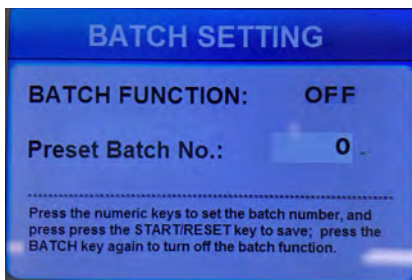 BATCH SETTING
BATCH FUNCTION: OFF
Preset Batch No.: 0
Press the numeric keys to set the batch number, and
press press the START/RESET key to save; press the
BATCH key again to turn off the batch function.